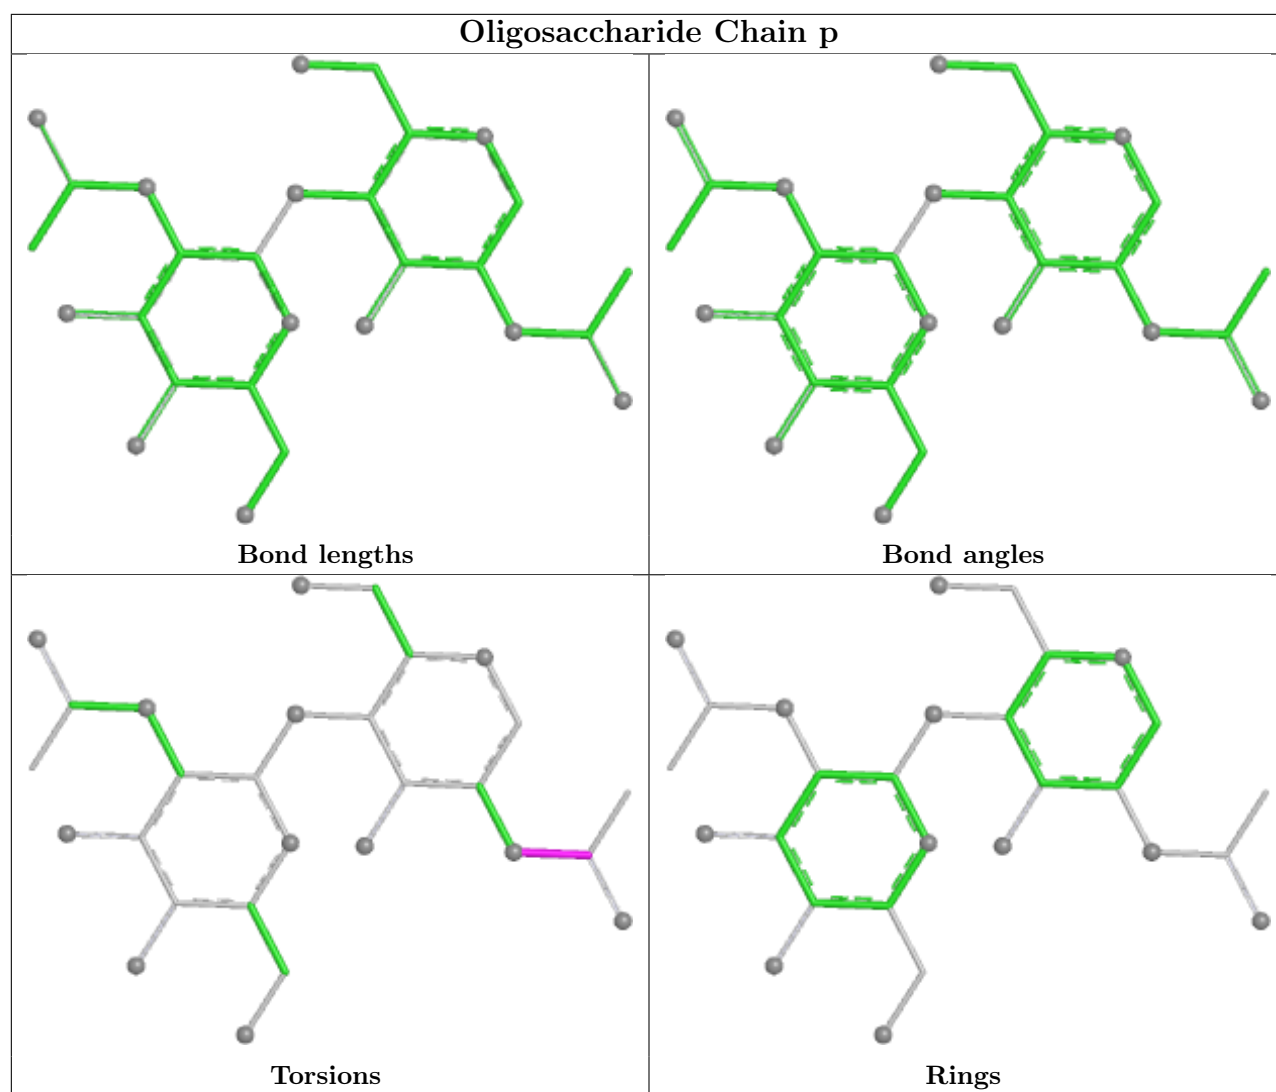 Oligosaccharide Chain p
Bond lengths
Bond angles
Torsions
Rings